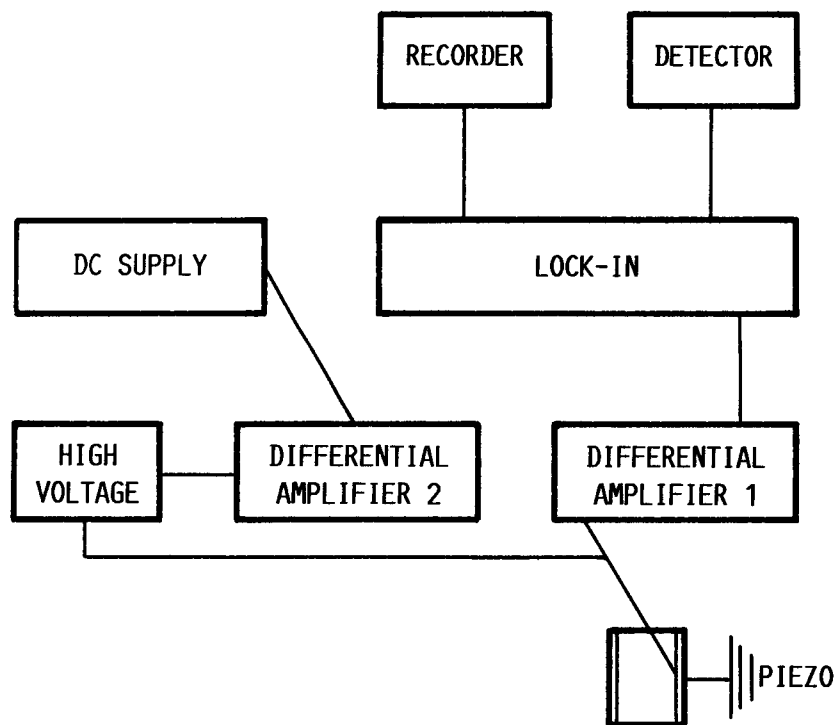 RECORDER
DETECTOR
DC SUPPLY
LOCK-IN
HIGH
VOLTAGE
DIFFERENTIAL
AMPLIFIER 2
DIFFERENTIAL
AMPLIFIER 1
PIEZO